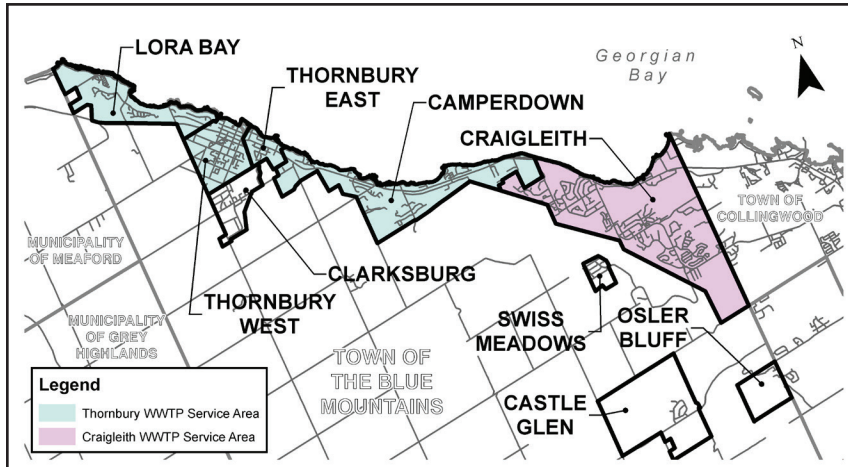 LORA BAY
THORNBURY
EAST
CAMPERDOWN
CRAIGLEITH
Georgian
Bay
N
TOWN OF
COLLINGWOOD
MUNICIPALITY
OF MEAFORD
CLARKSBURG
THORNBURY
WEST
MUNICIPALITY
OF GREY
HIGHLANDS
SWISS
MEADOWS
OSLER
BLUFF
TOWN OF
THE BLUE
MOUNTAINS
CASTLE
GLEN
Legend
Thornbury WWTP Service Area
Craigleith WWTP Service Area